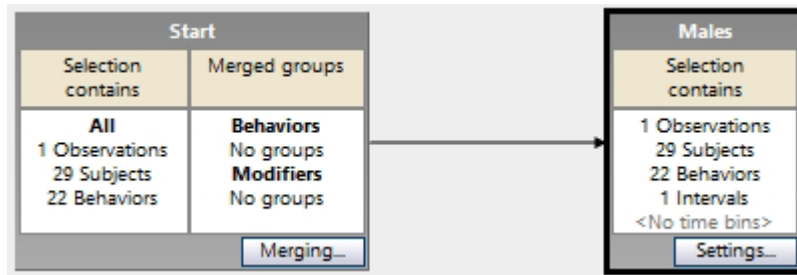 Start
Selection
contains
Merged groups
All
1 Observations
29 Subjects
22 Behaviors
Behaviors
No groups
Modifiers
No groups
Merging...
Males
Selection
contains
1 Observations
29 Subjects
22 Behaviors
1 Intervals
<No time bins>
Settings...